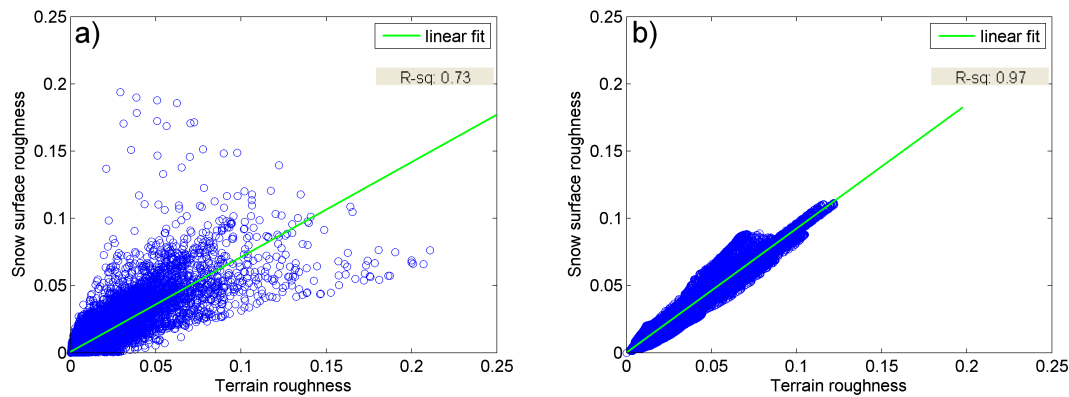 a)
linear fit
R-sq: 0.73
Snow surface roughness
0.25
0.2
0.15
0.1
0.05
0
0 0.05 0.1 0.15 0.2 0.25
Terrain roughness
b)
linear fit
R-sq: 0.97
Snow surface roughness
0.25
0.2
0.15
0.1
0.05
0
0 0.05 0.1 0.15 0.2 0.25
Terrain roughness